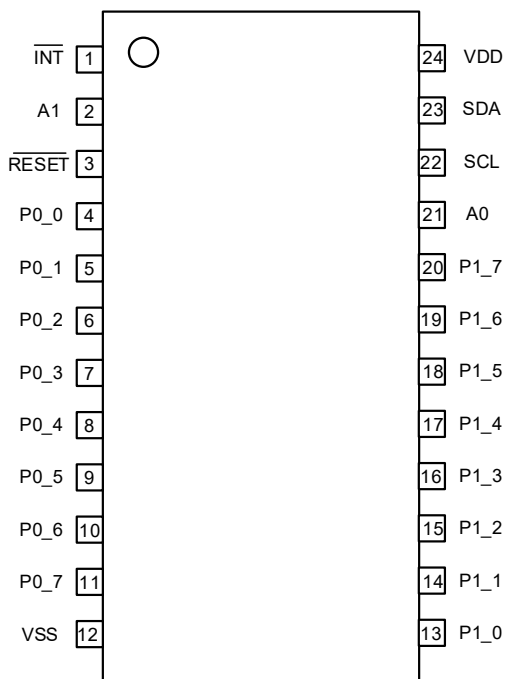 INT 1 24 VDD
A1 2 23 SDA
RESET 3 22 SCL
P0_0 4 21 A0
P0_1 5 20 P1_7
P0_2 6 19 P1_6
P0_3 7 18 P1_5
P0_4 8 17 P1_4
P0_5 9 16 P1_3
P0_6 10 15 P1_2
P0_7 11 14 P1_1
VSS 12 13 P1_0